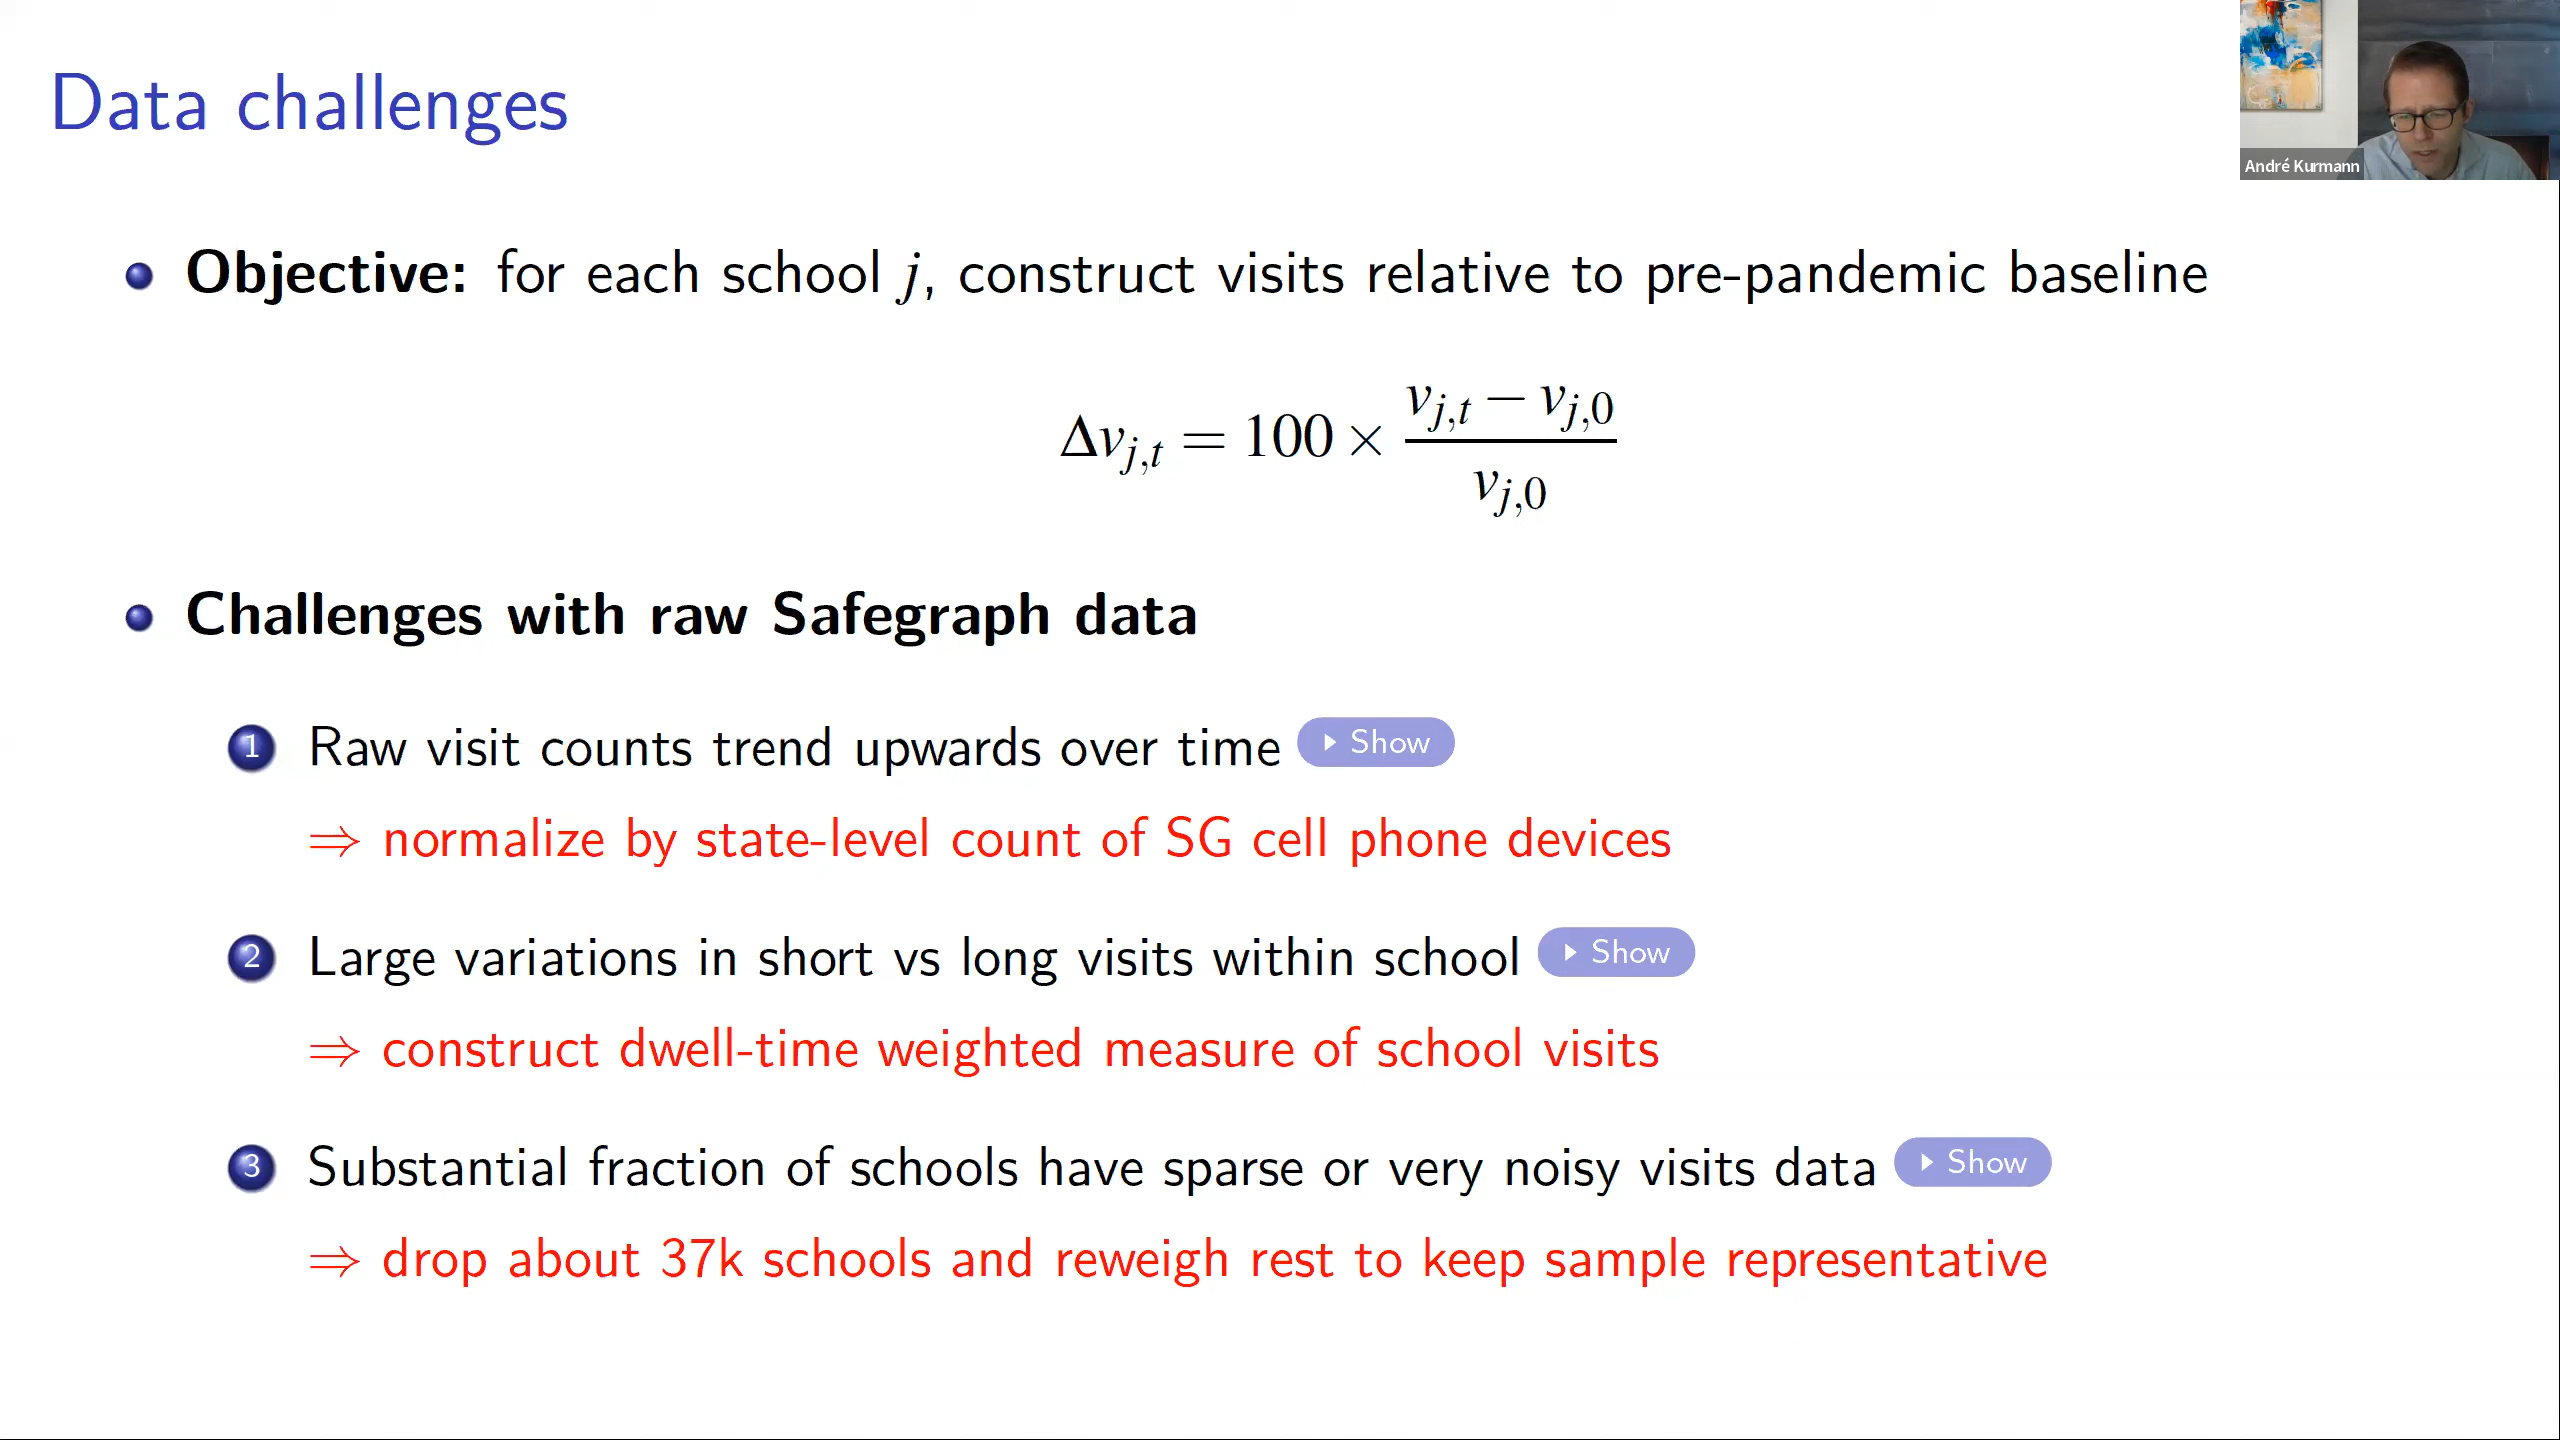 Data challenges
André Kurmann
Objective: for each school j, construct visits relative to pre-pandemic baseline
Δv_{j,t} = 100 × \frac{v_{j,t} − v_{j,0}}{v_{j,0}}
Challenges with raw Safegraph data
1 Raw visit counts trend upwards over time Show
⇒ normalize by state-level count of SG cell phone devices
2 Large variations in short vs long visits within school Show
⇒ construct dwell-time weighted measure of school visits
3 Substantial fraction of schools have sparse or very noisy visits data Show
⇒ drop about 37k schools and reweigh rest to keep sample representative